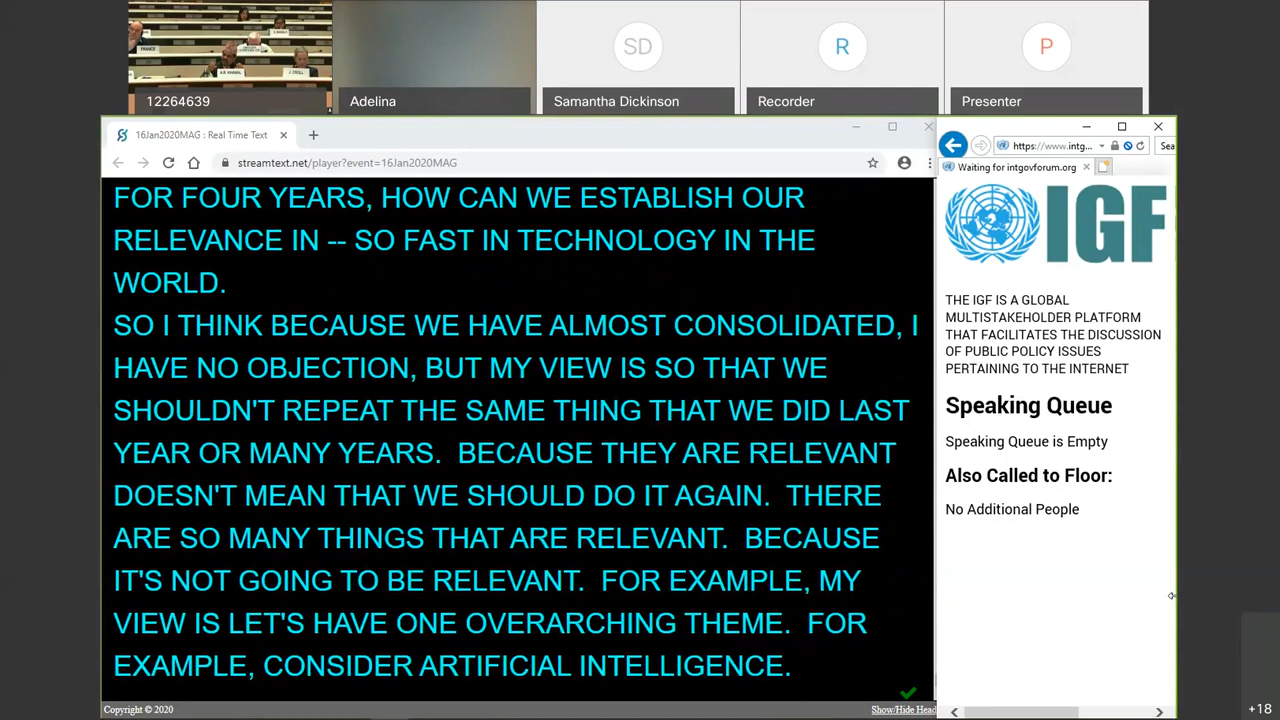 FRANCE
A.R. KHANAL
J. CROLL
SD
R
P
12264639
Adelina
Samantha Dickinson
Recorder
Presenter
16Jan2020MAG : Real Time Text
streamtext.net/player?event=16Jan2020MAG
FOR FOUR YEARS, HOW CAN WE ESTABLISH OUR
RELEVANCE IN -- SO FAST IN TECHNOLOGY IN THE
WORLD.
SO I THINK BECAUSE WE HAVE ALMOST CONSOLIDATED, I
HAVE NO OBJECTION, BUT MY VIEW IS SO THAT WE
SHOULDN'T REPEAT THE SAME THING THAT WE DID LAST
YEAR OR MANY YEARS.  BECAUSE THEY ARE RELEVANT
DOESN'T MEAN THAT WE SHOULD DO IT AGAIN.  THERE
ARE SO MANY THINGS THAT ARE RELEVANT.  BECAUSE
IT'S NOT GOING TO BE RELEVANT.  FOR EXAMPLE, MY
VIEW IS LET'S HAVE ONE OVERARCHING THEME.  FOR
EXAMPLE, CONSIDER ARTIFICIAL INTELLIGENCE.
Copyright © 2020
Show/Hide Head
https://www.intg...
Sea
Waiting for intgovforum.org
IGF
THE IGF IS A GLOBAL
MULTISTAKEHOLDER PLATFORM
THAT FACILITATES THE DISCUSSION
OF PUBLIC POLICY ISSUES
PERTAINING TO THE INTERNET
Speaking Queue
Speaking Queue is Empty
Also Called to Floor:
No Additional People
+18